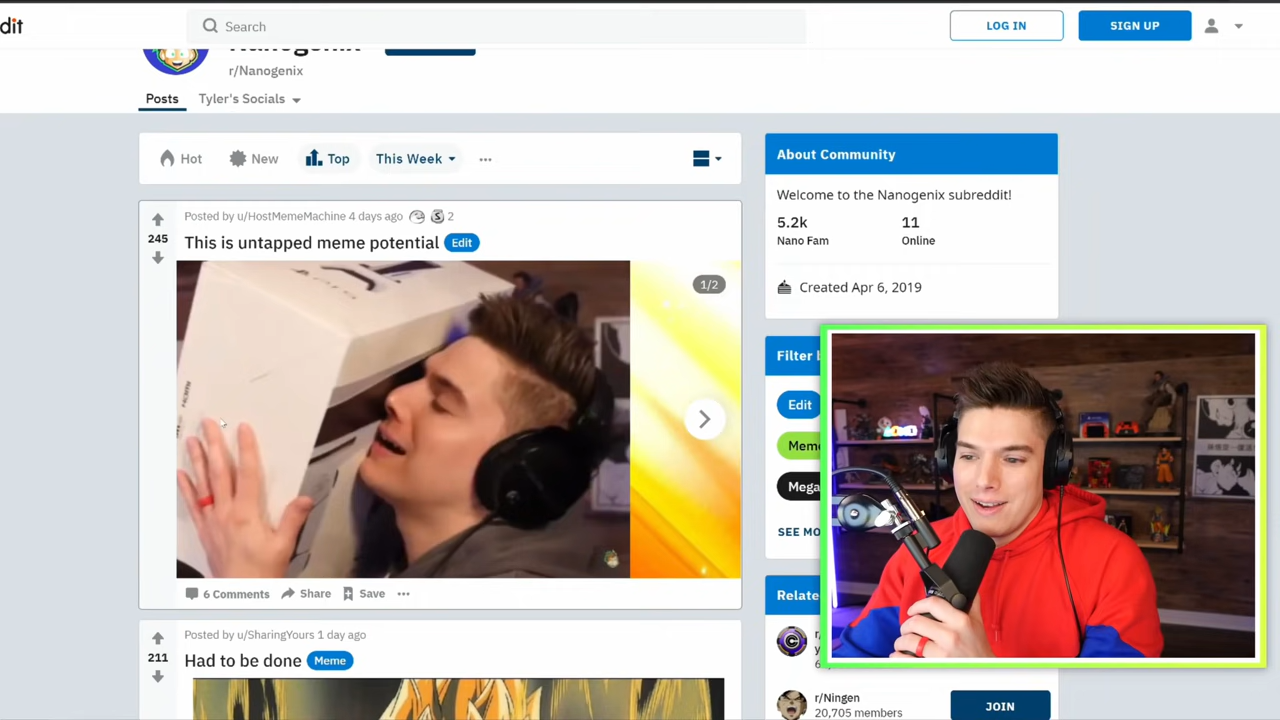 dit
Search
LOG IN
SIGN UP
Nanogenix
r/Nanogenix
Posts
Tyler's Socials
Hot
New
Top
This Week
Posted by u/HostMemeMachine 4 days ago
2
245
This is untapped meme potential
Edit
1/2
HDMI
6 Comments
Share
Save
Posted by u/SharingYours 1 day ago
211
Had to be done
Meme
About Community
Welcome to the Nanogenix subreddit!
5.2k
11
Nano Fam
Online
Created Apr 6, 2019
Filter b
Edit
Meme
Mega
SEE MO
Relate
r/
y
6
r/Ningen
20,705 members
JOIN